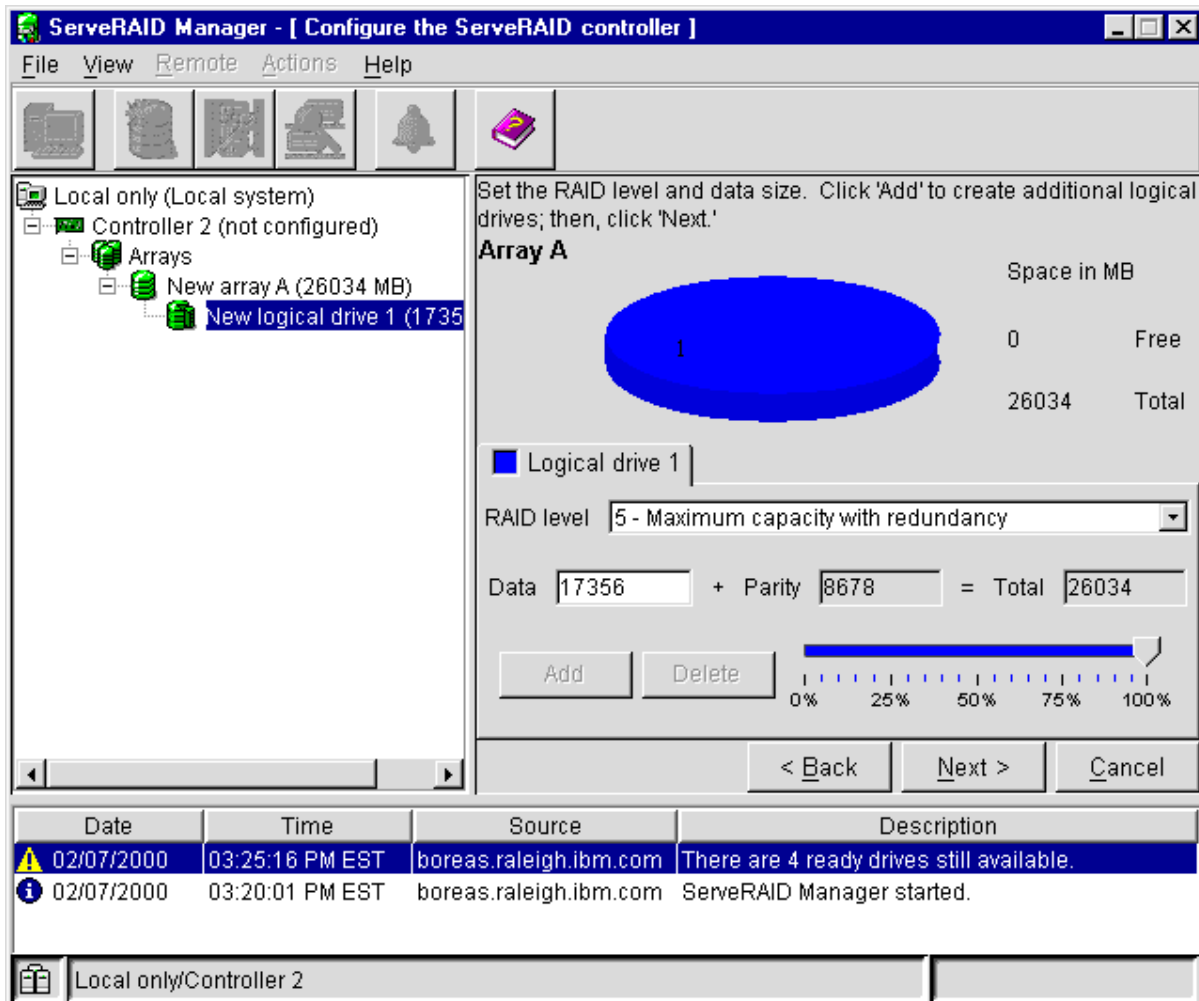 ServeRAID Manager - [ Configure the ServeRAID controller ]
File View Remote Actions Help
Local only (Local system)
Controller 2 (not configured)
Arrays
New array A (26034 MB)
New logical drive 1 (1735
Set the RAID level and data size. Click 'Add' to create additional logical
drives; then, click 'Next.'
Array A
Space in MB
1
0 Free
26034 Total
Logical drive 1
RAID level 5 - Maximum capacity with redundancy
Data 17356 + Parity 8678 = Total 26034
Add Delete
0% 25% 50% 75% 100%
< Back Next > Cancel
Date Time Source Description
02/07/2000 03:25:16 PM EST boreas.raleigh.ibm.com There are 4 ready drives still available.
02/07/2000 03:20:01 PM EST boreas.raleigh.ibm.com ServeRAID Manager started.
Local only/Controller 2